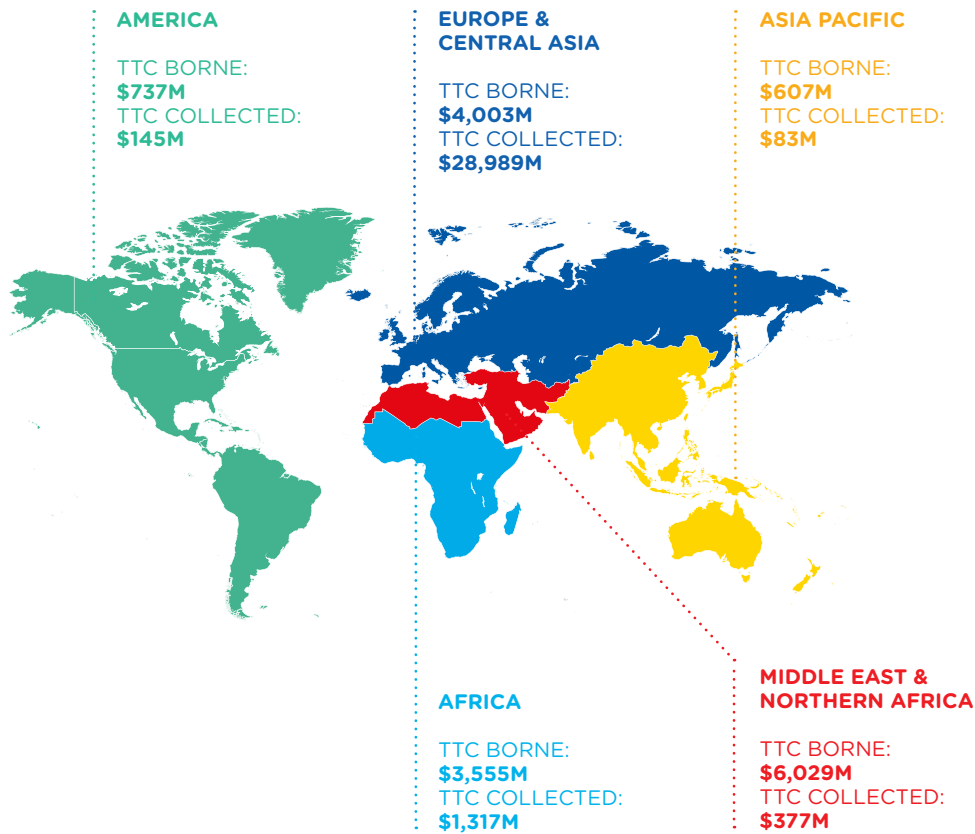 AMERICA
TTC BORNE:
$737M
TTC COLLECTED:
$145M
EUROPE &
CENTRAL ASIA
TTC BORNE:
$4,003M
TTC COLLECTED:
$28,989M
ASIA PACIFIC
TTC BORNE:
$607M
TTC COLLECTED:
$83M
AFRICA
TTC BORNE:
$3,555M
TTC COLLECTED:
$1,317M
MIDDLE EAST &
NORTHERN AFRICA
TTC BORNE:
$6,029M
TTC COLLECTED:
$377M